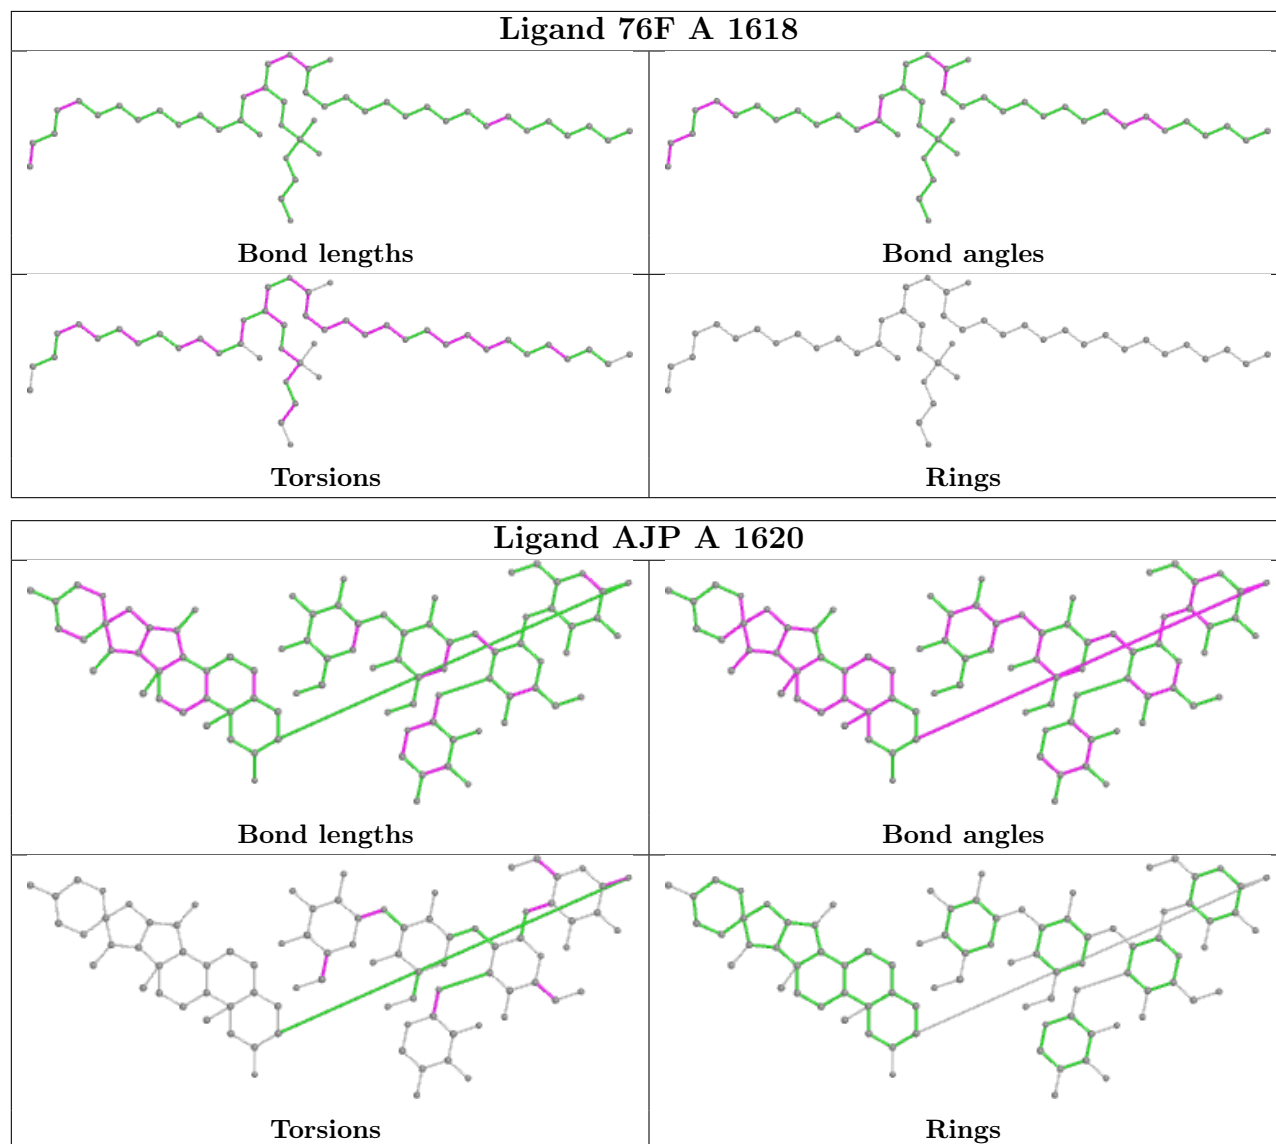 Ligand 76F A 1618
Bond lengths
Bond angles
Torsions
Rings
Ligand AJP A 1620
Bond lengths
Bond angles
Torsions
Rings